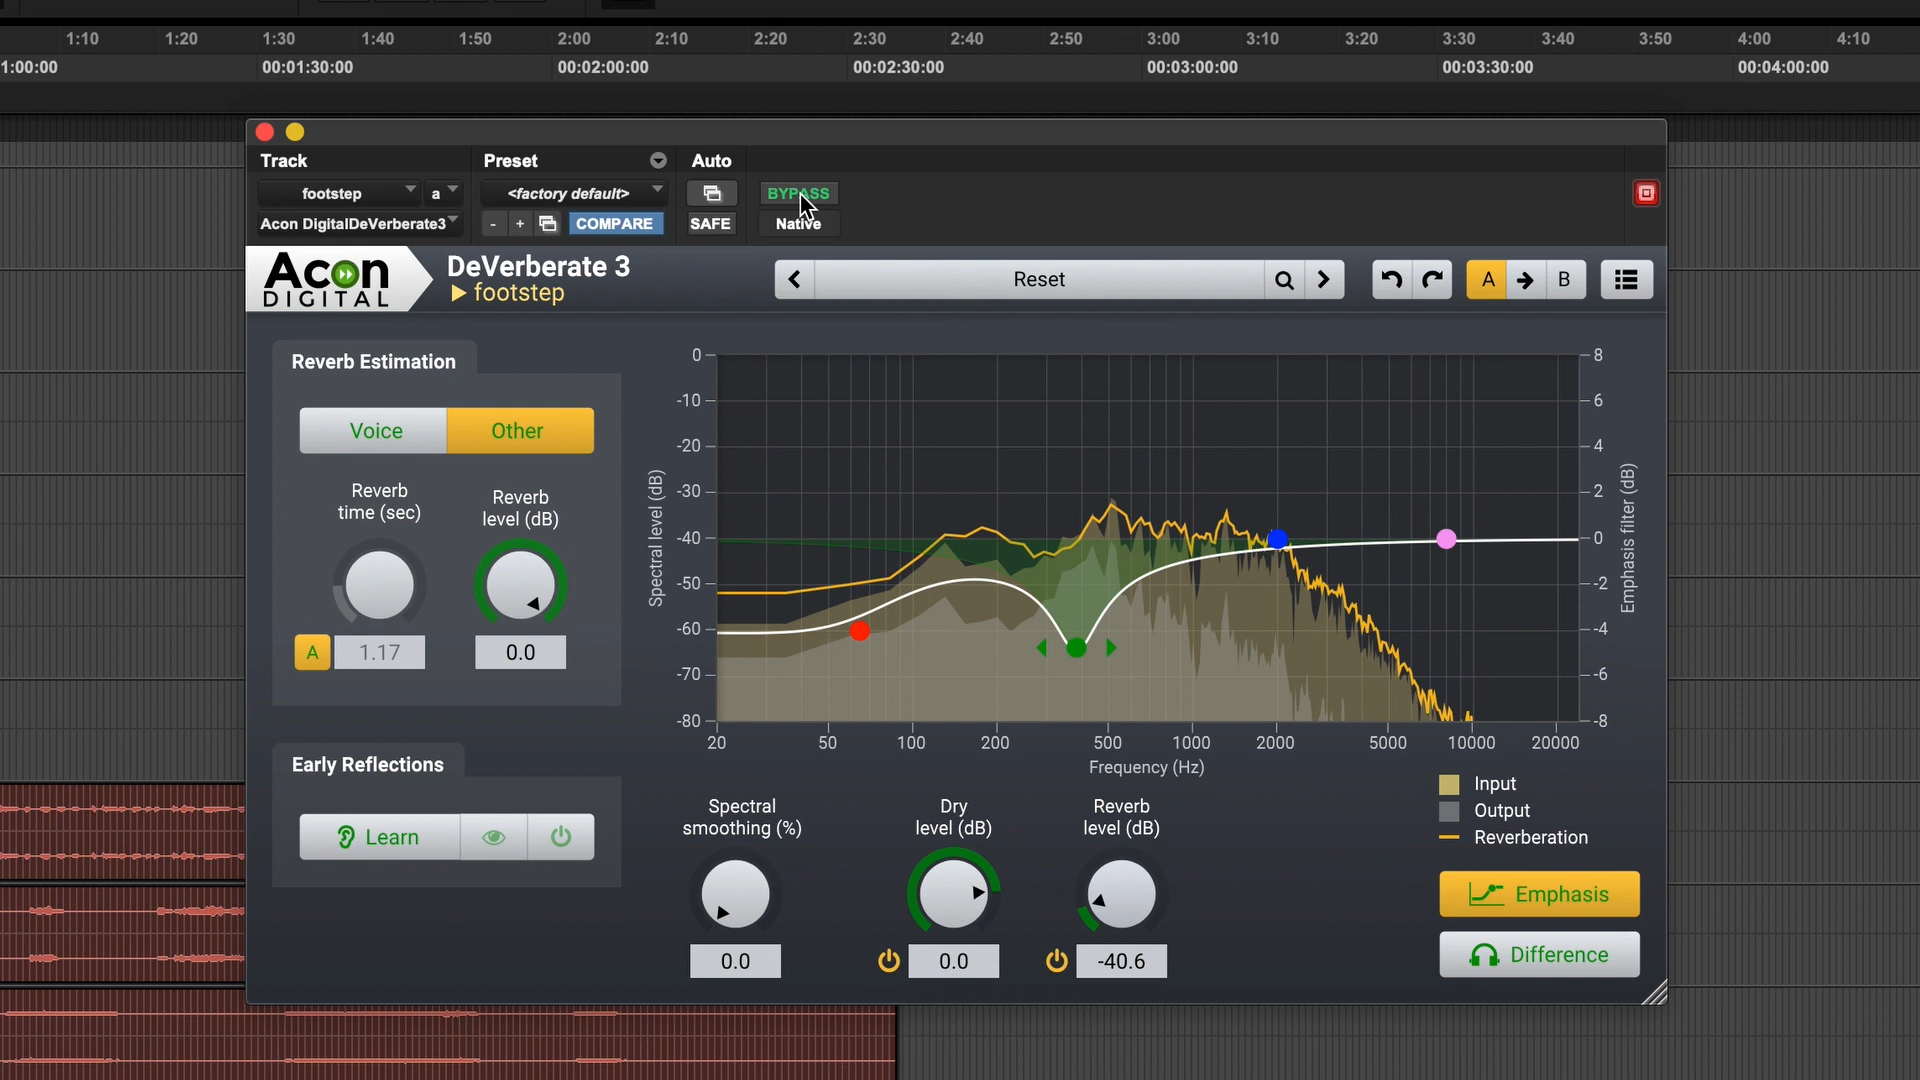 1:10 1:20 1:30 1:40 1:50 2:00 2:10 2:20 2:30 2:40 2:50 3:00 3:10 3:20 3:30 3:40 3:50 4:00 4:10
1:00:00 00:01:30:00 00:02:00:00 00:02:30:00 00:03:00:00 00:03:30:00 00:04:00:00
Track Preset Auto
footstep a <factory default> BYPASS
Acon DigitalDeVerberate3 - + COMPARE SAFE Native
Acon
DIGITAL
DeVerberate 3
footstep
Reset
A B
Reverb Estimation
Voice Other
Reverb
time (sec)
Reverb
level (dB)
A 1.17 0.0
Early Reflections
Learn
Spectral level (dB)
0
-10
-20
-30
-40
-50
-60
-70
-80
8
6
4
2
0
-2
-4
-6
-8
Emphasis filter (dB)
20 50 100 200 500 1000 2000 5000 10000 20000
Frequency (Hz)
Spectral
smoothing (%)
0.0
Dry
level (dB)
0.0
Reverb
level (dB)
-40.6
Input
Output
Reverberation
Emphasis
Difference